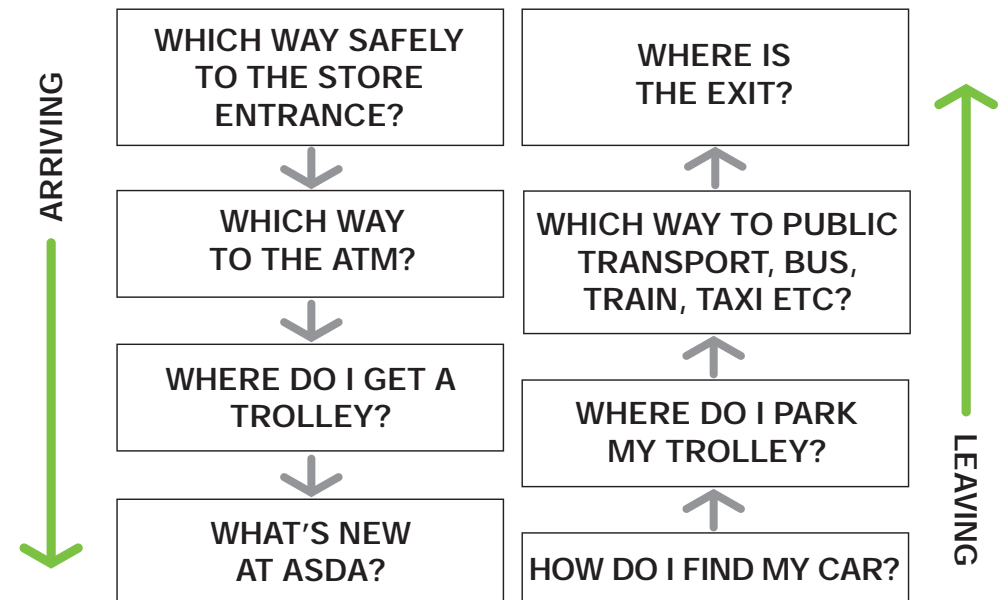 ARRIVING
WHICH WAY SAFELY
TO THE STORE
ENTRANCE?
WHICH WAY
TO THE ATM?
WHERE DO I GET A
TROLLEY?
WHAT'S NEW
AT ASDA?
WHERE IS
THE EXIT?
WHICH WAY TO PUBLIC
TRANSPORT, BUS,
TRAIN, TAXI ETC?
WHERE DO I PARK
MY TROLLEY?
HOW DO I FIND MY CAR?
LEAVING